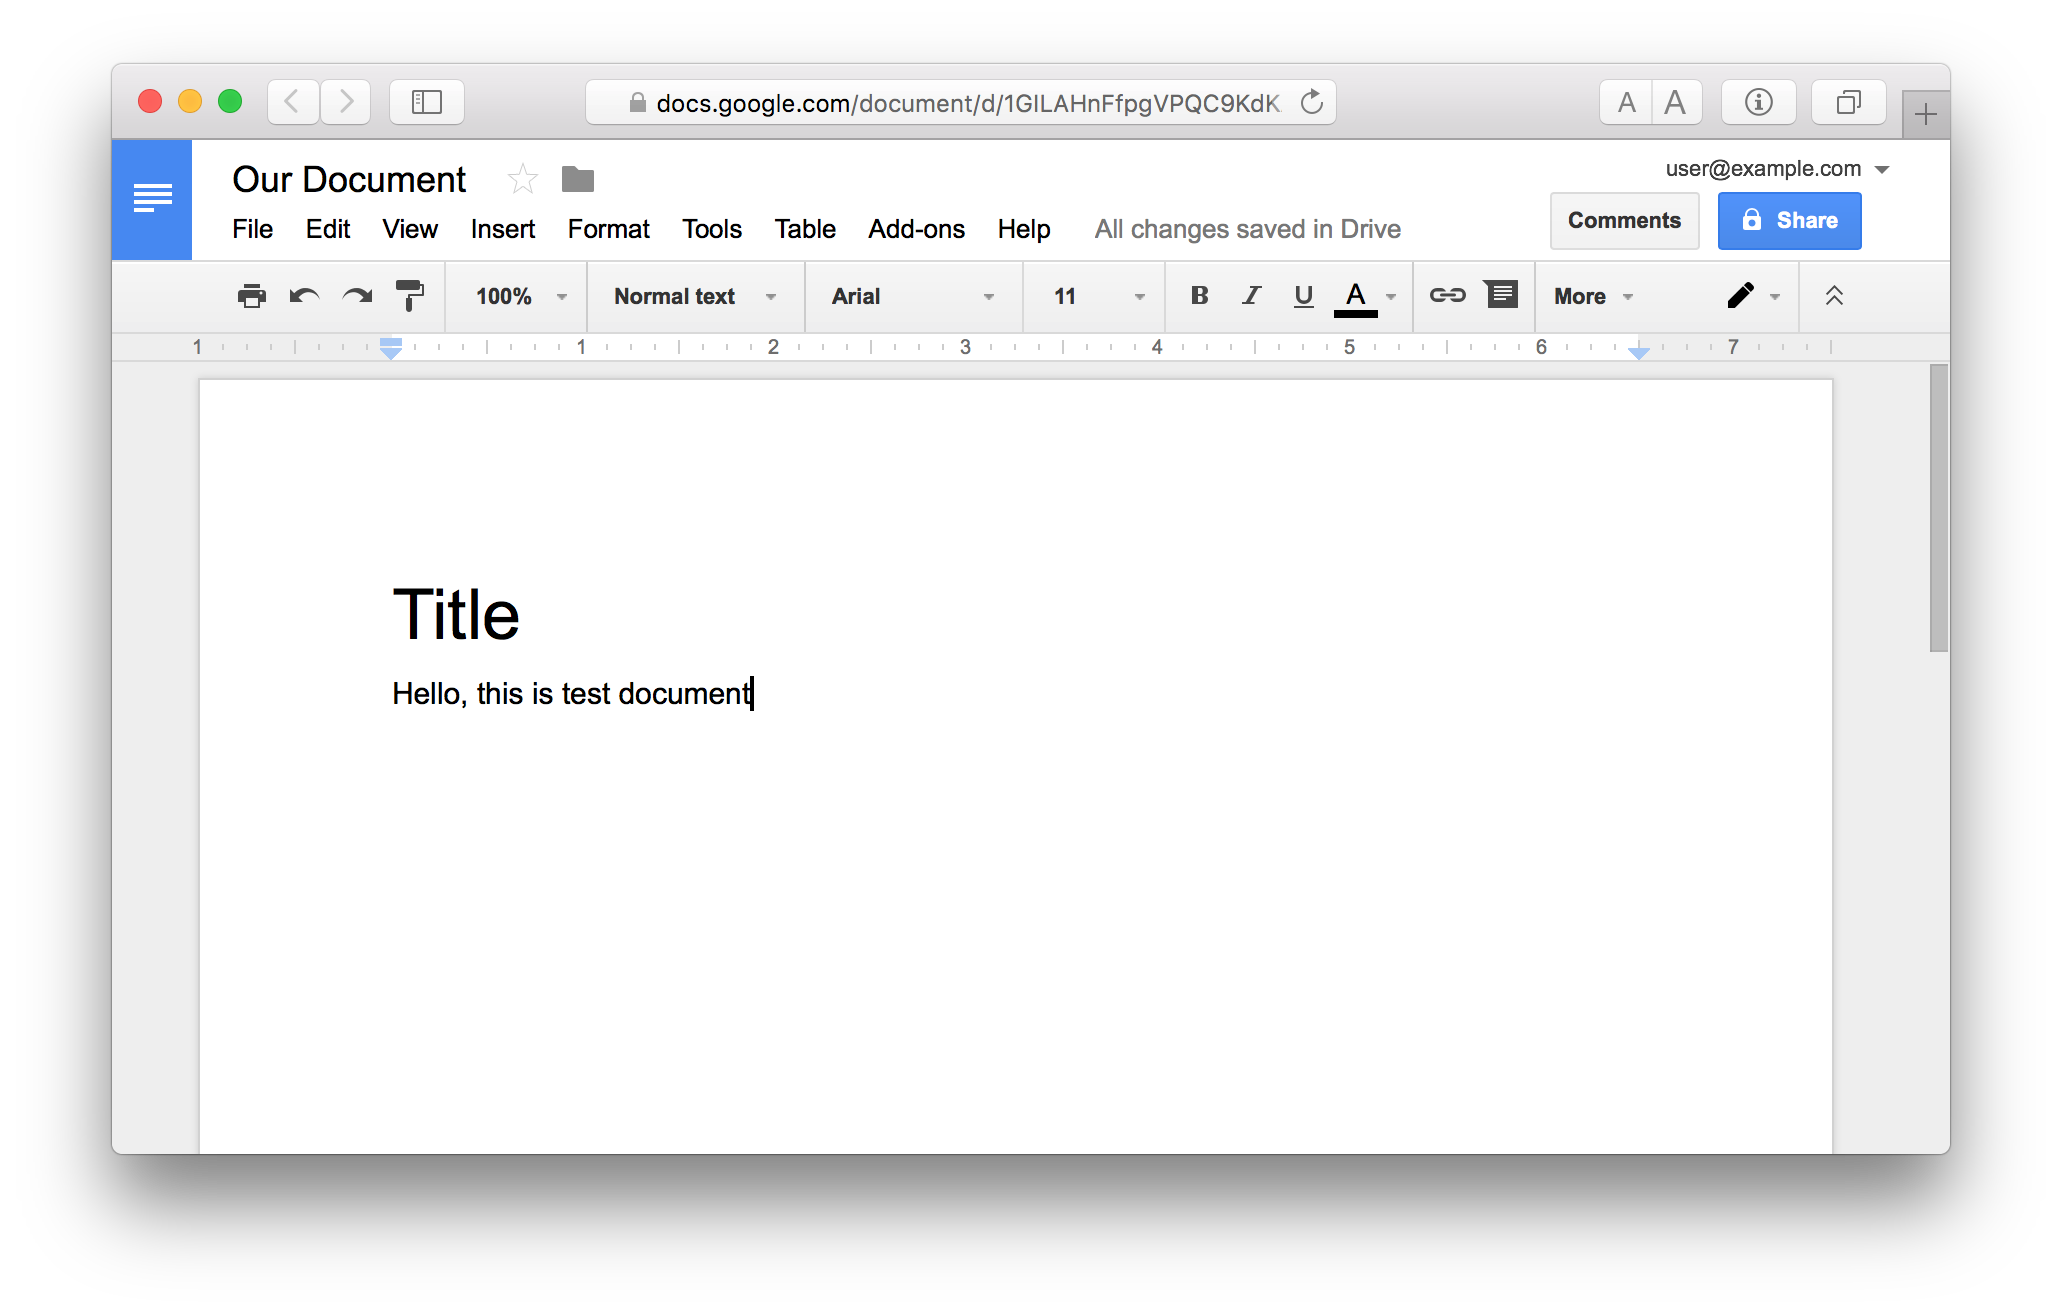 docs.google.com/document/d/1GILAHnFfpgVPQC9KdK
A A
Our Document
user@example.com
File Edit View Insert Format Tools Table Add-ons Help All changes saved in Drive
Comments Share
100% Normal text Arial 11 B I U A More
1 1 2 3 4 5 6 7
Title
Hello, this is test document